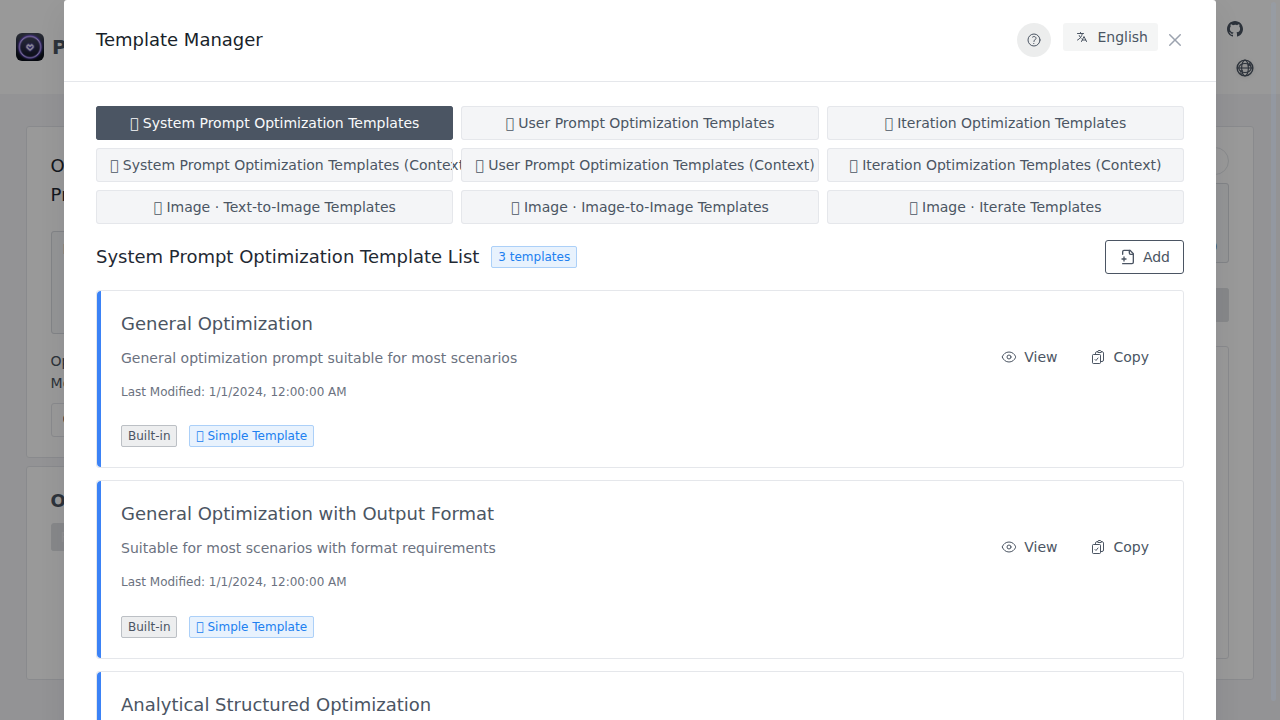 Template Manager
English
System Prompt Optimization Templates
User Prompt Optimization Templates
Iteration Optimization Templates
System Prompt Optimization Templates (Context
User Prompt Optimization Templates (Context)
Iteration Optimization Templates (Context)
Image · Text-to-Image Templates
Image · Image-to-Image Templates
Image · Iterate Templates
System Prompt Optimization Template List
3 templates
Add
General Optimization
General optimization prompt suitable for most scenarios
View
Copy
Last Modified: 1/1/2024, 12:00:00 AM
Built-in
Simple Template
General Optimization with Output Format
Suitable for most scenarios with format requirements
View
Copy
Last Modified: 1/1/2024, 12:00:00 AM
Built-in
Simple Template
Analytical Structured Optimization